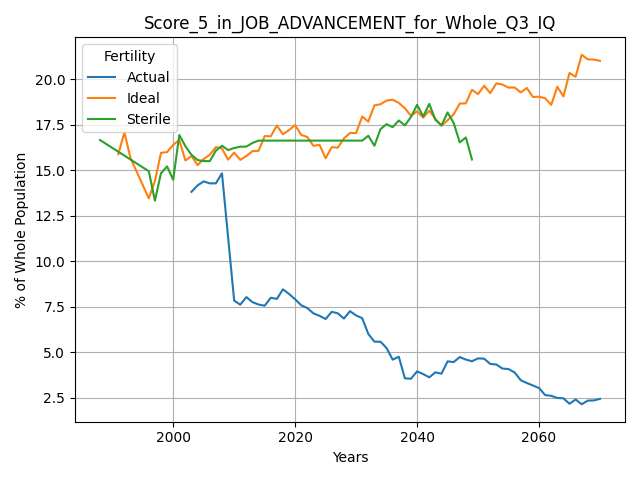 Score_5_in_JOB_ADVANCEMENT_for_Whole_Q3_IQ
Fertility
Actual
Ideal
Sterile
% of Whole Population
20.0
17.5
15.0
12.5
10.0
7.5
5.0
2.5
2000 2020 2040 2060
Years